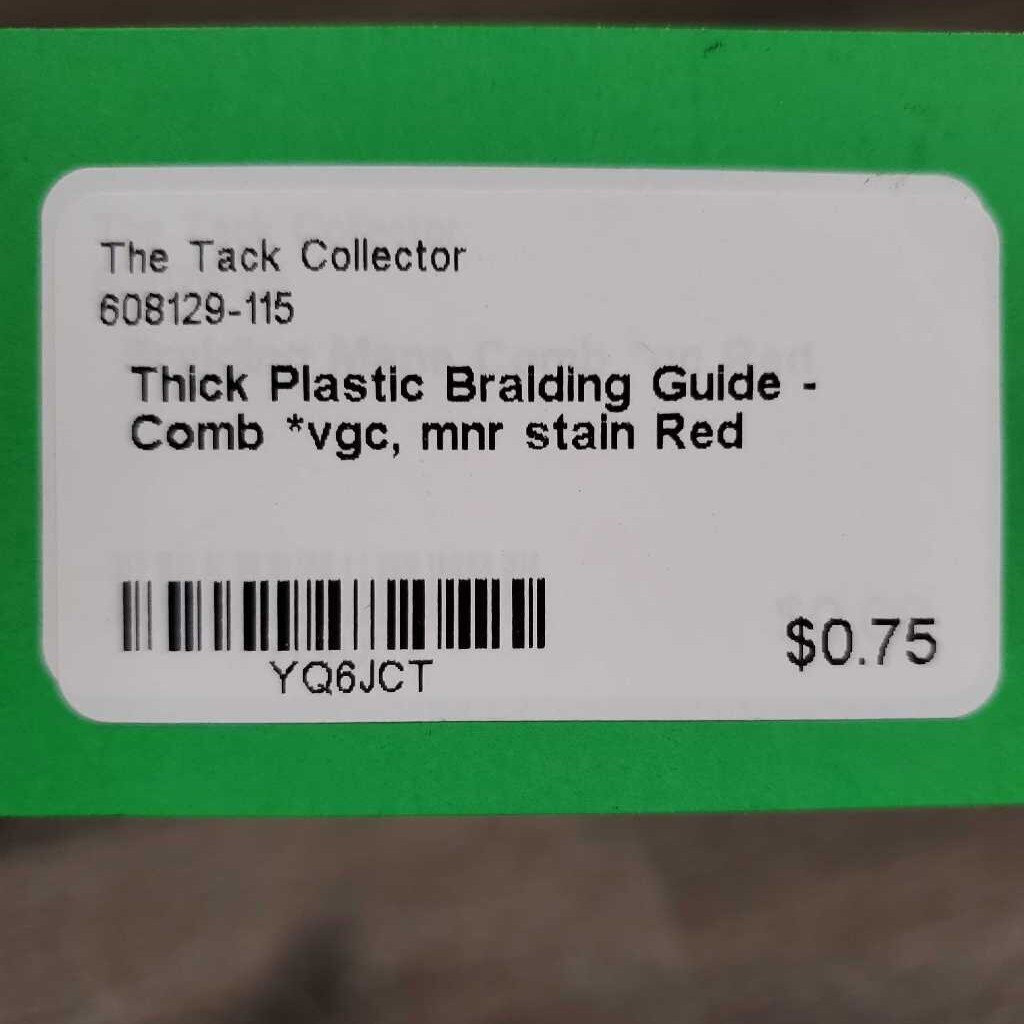 The Tack Collector
608129-115
Thick Plastic Braiding Guide -
Comb *vgc, mnr stain Red
YQ6JCT
$0.75